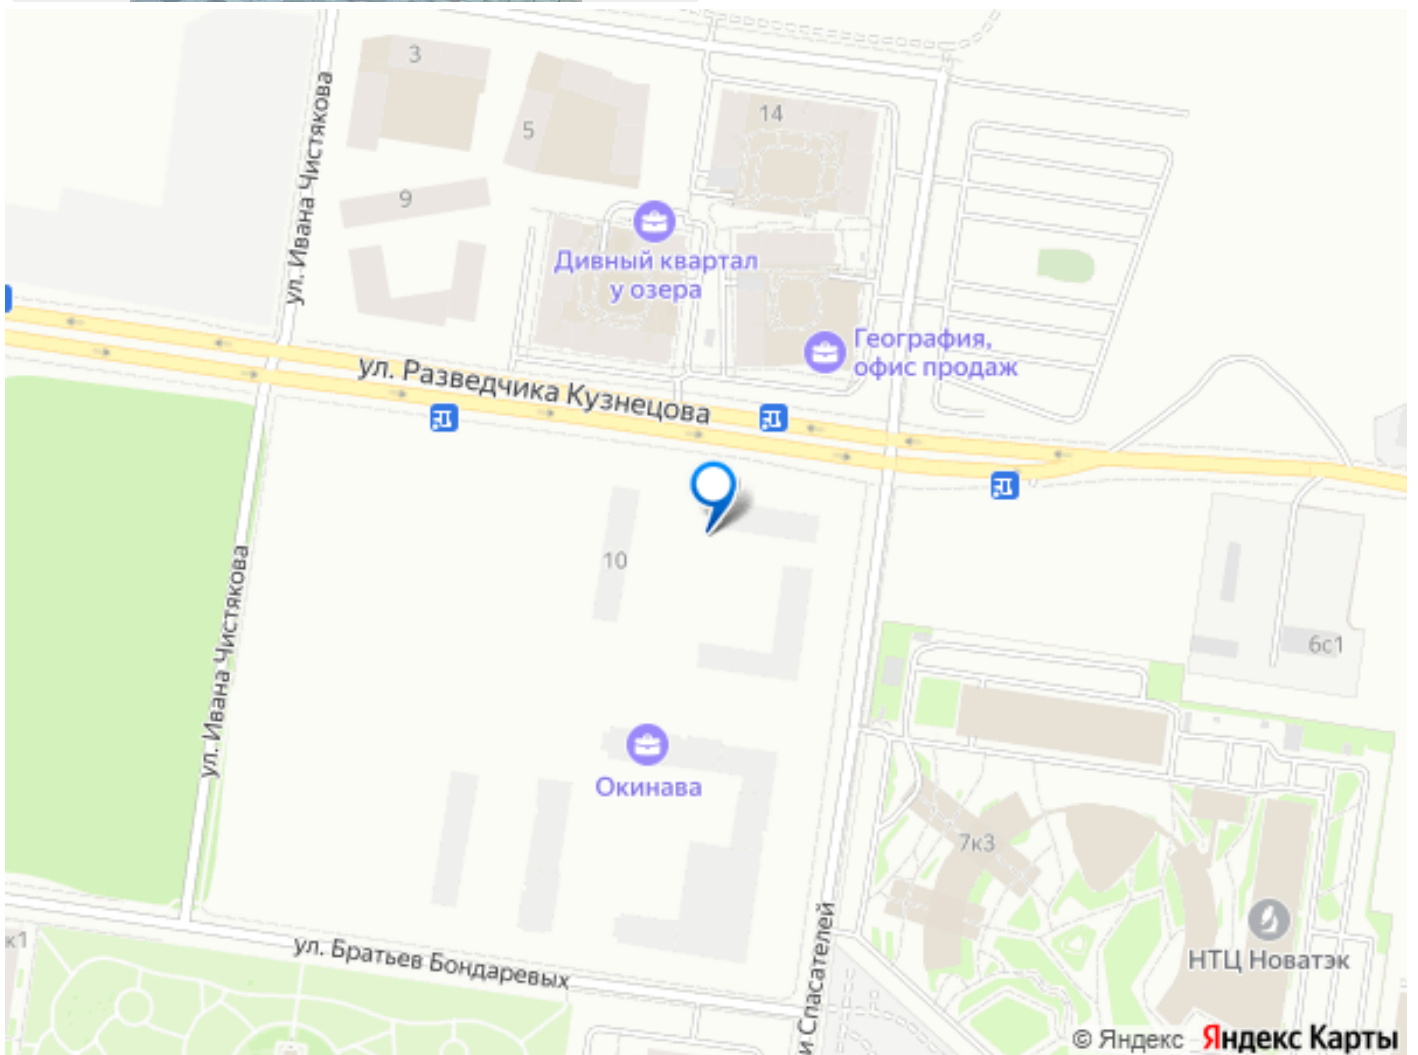 3
5
14
9
ул. Ивана Чистякова
Дивный квартал
у озера
География,
офис продаж
ул. Разведчика Кузнецова
10
6с1
ул. Ивана Чистякова
Окинава
7к3
к1
ул. Братьев Бондаревых
и Спасателей
НТЦ Новатэк
© Яндекс Яндекс Карты